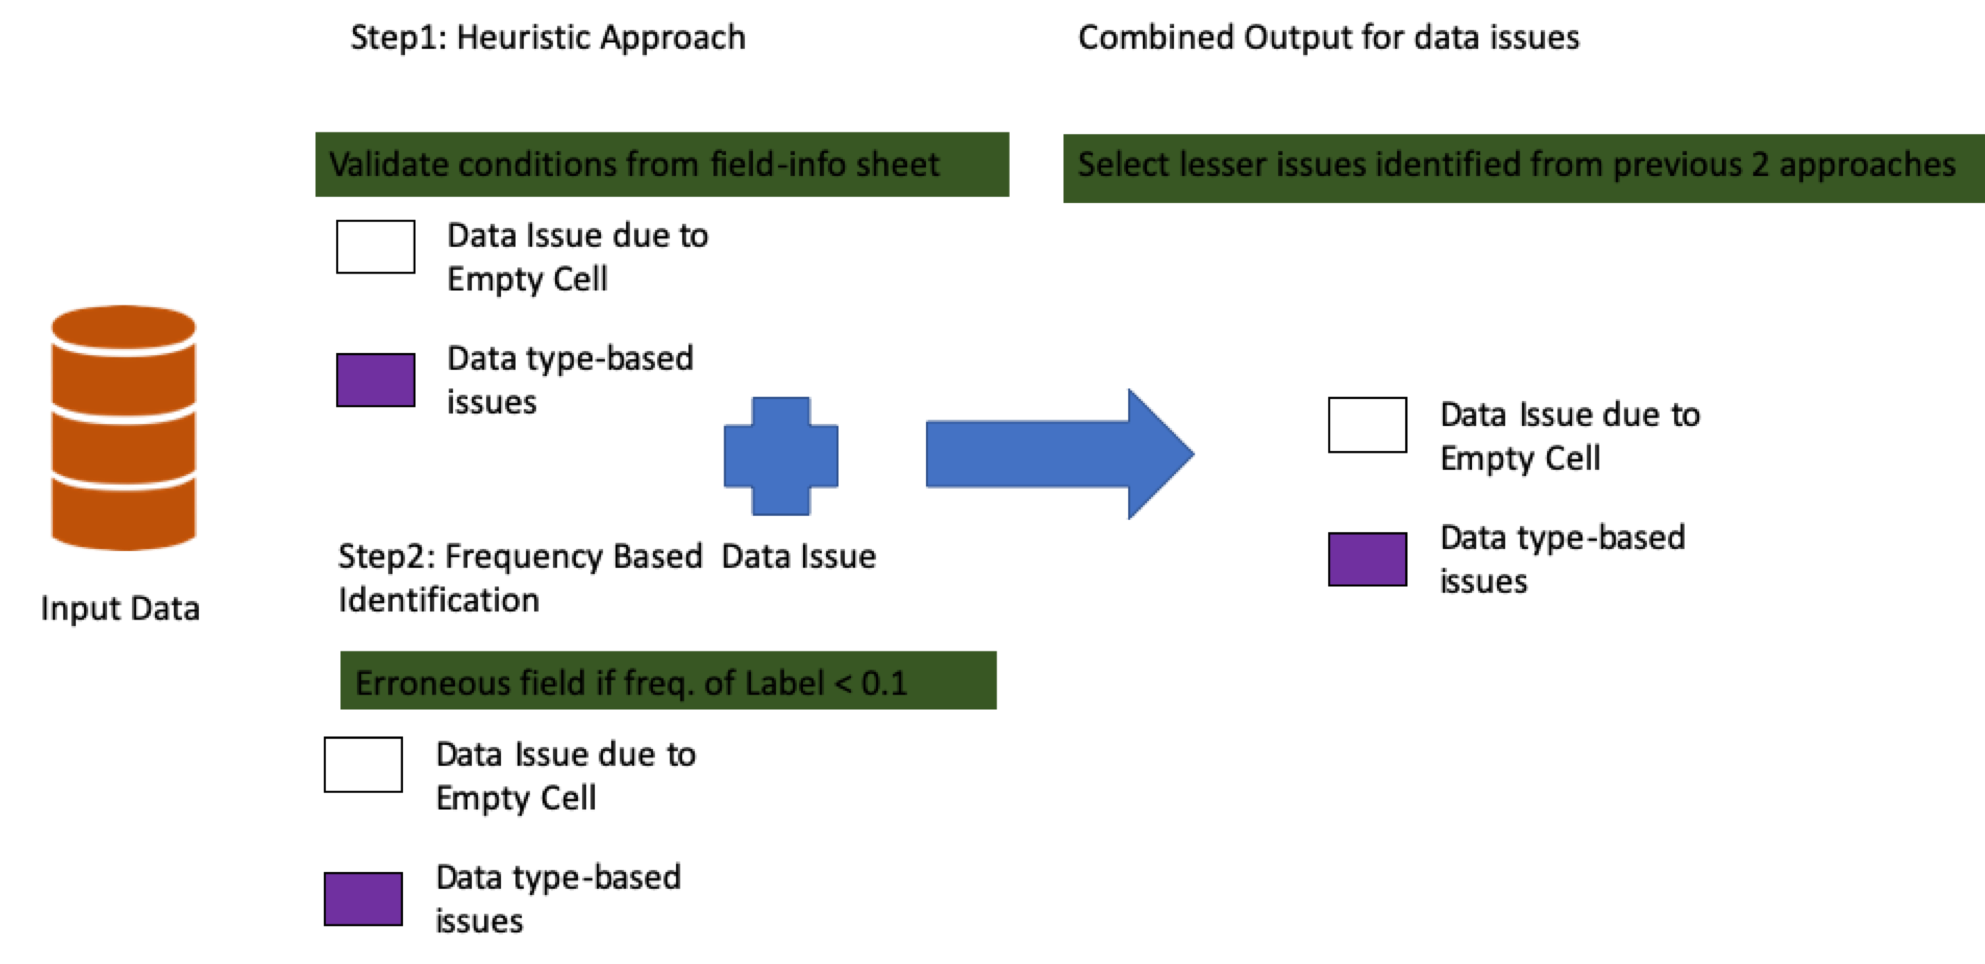 Step1: Heuristic Approach
Validate conditions from field-info sheet
Data Issue due to
Empty Cell
Data type-based
issues
Input Data
Step2: Frequency Based  Data Issue
Identification
Erroneous field if freq. of Label < 0.1
Data Issue due to
Empty Cell
Data type-based
issues
Combined Output for data issues
Select lesser issues identified from previous 2 approaches
Data Issue due to
Empty Cell
Data type-based
issues